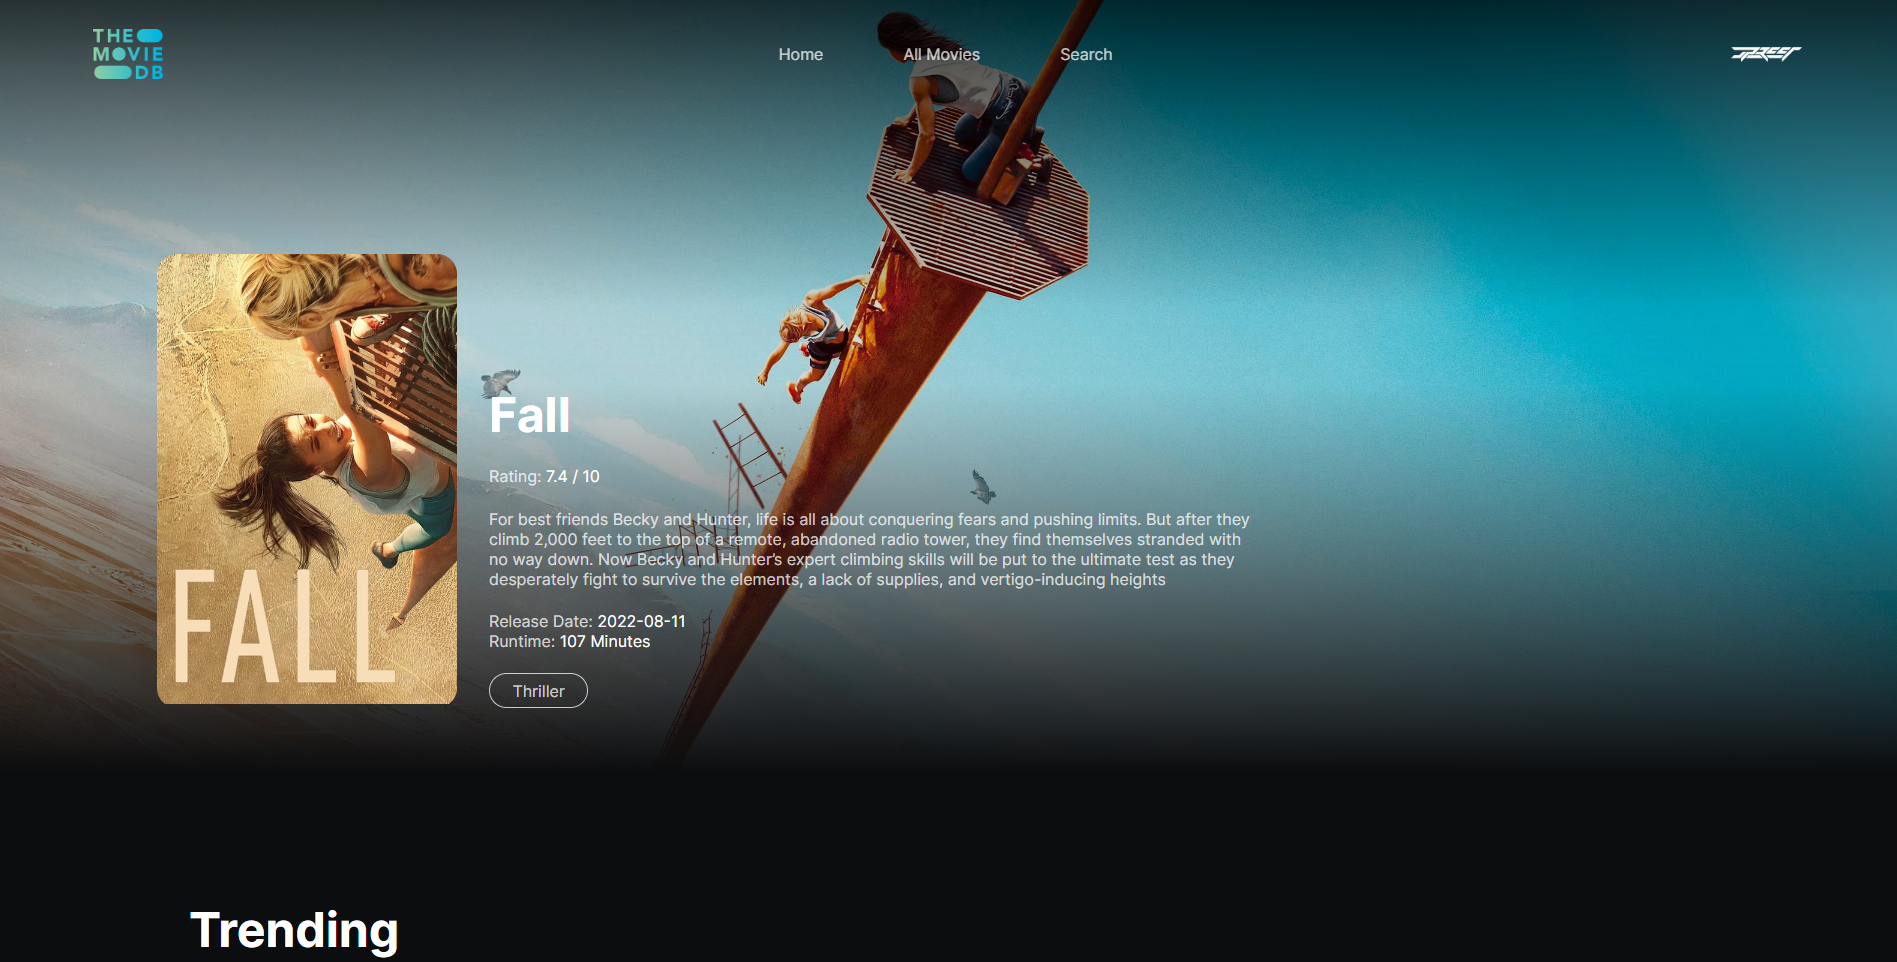 THE
MOVIE
DB
Home
All Movies
Search
Fall
Rating: 7.4 / 10
For best friends Becky and Hunter, life is all about conquering fears and pushing limits. But after they
climb 2,000 feet to the top of a remote, abandoned radio tower, they find themselves stranded with
no way down. Now Becky and Hunter’s expert climbing skills will be put to the ultimate test as they
desperately fight to survive the elements, a lack of supplies, and vertigo-inducing heights
Release Date: 2022-08-11
Runtime: 107 Minutes
Thriller
FALL
Trending